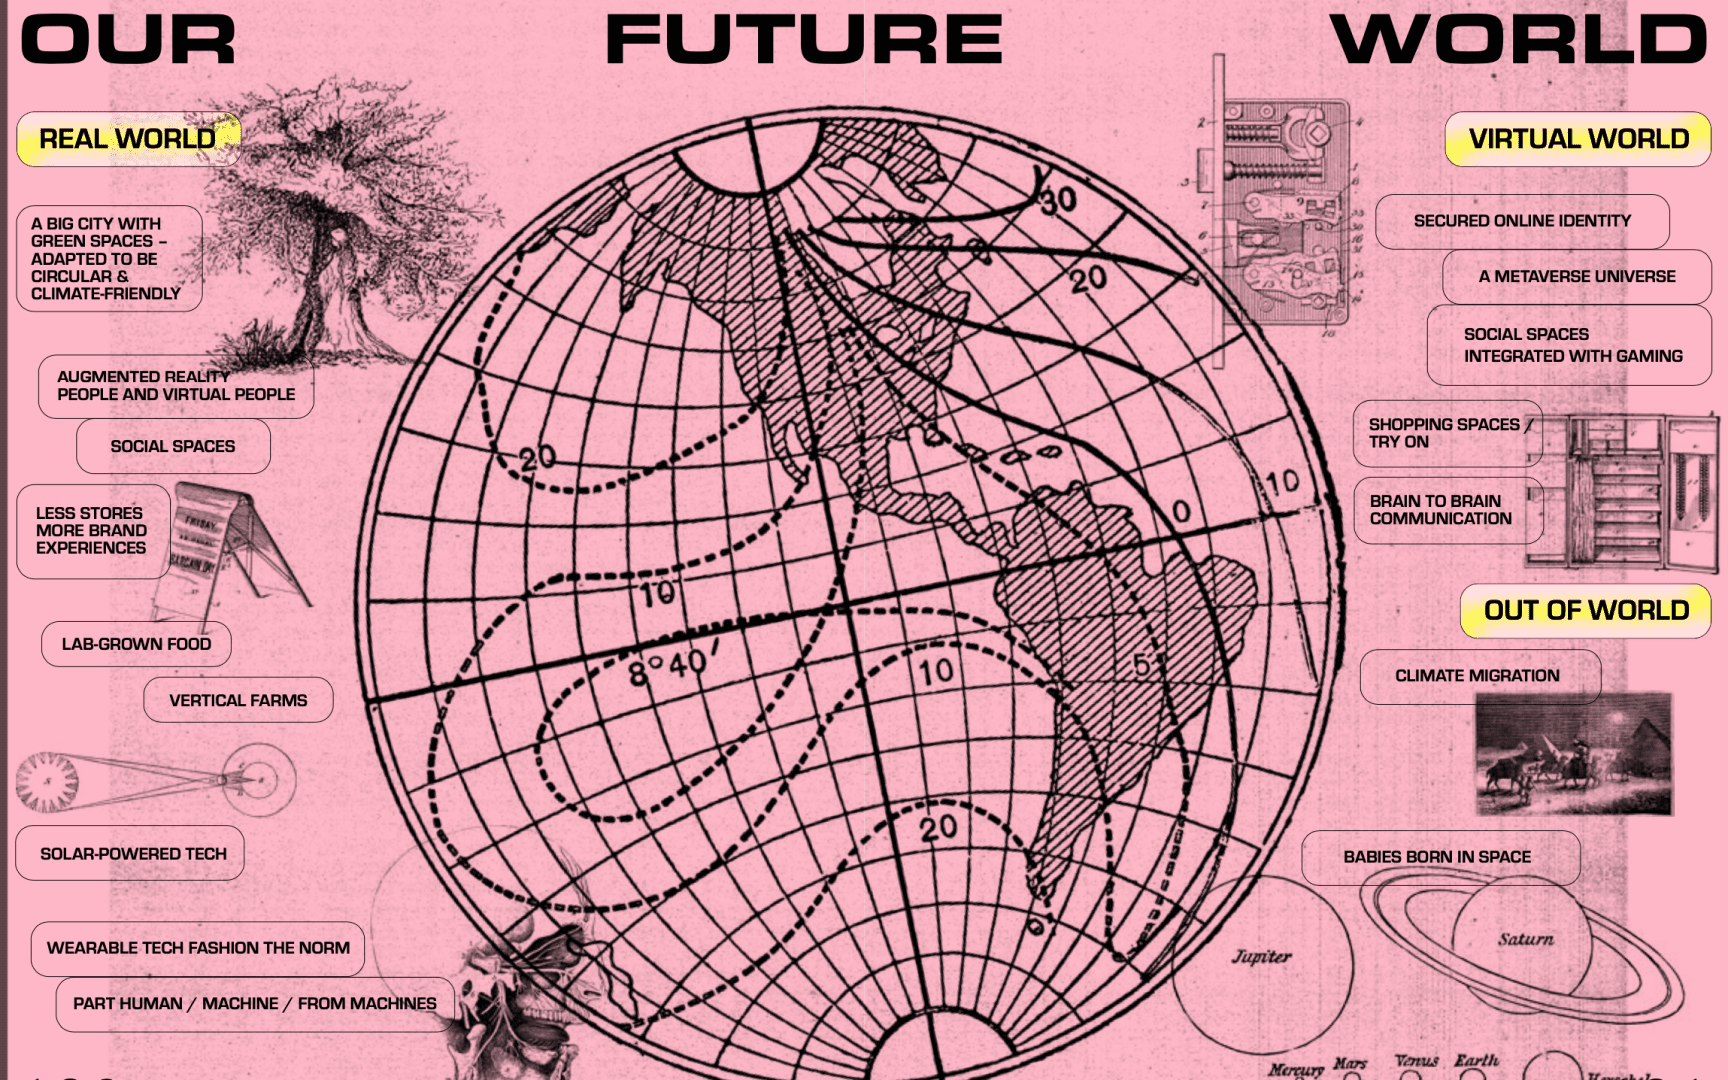 OUR FUTURE WORLD
REAL WORLD
A BIG CITY WITH
GREEN SPACES –
ADAPTED TO BE
CIRCULAR &
CLIMATE-FRIENDLY
AUGMENTED REALITY
PEOPLE AND VIRTUAL PEOPLE
SOCIAL SPACES
LESS STORES
MORE BRAND
EXPERIENCES
FRIDAY
BARGAIN DAY
LAB-GROWN FOOD
VERTICAL FARMS
SOLAR-POWERED TECH
WEARABLE TECH FASHION THE NORM
PART HUMAN / MACHINE / FROM MACHINES
30
20
20
10
0
10
8°40'
10
5
20
0
VIRTUAL WORLD
SECURED ONLINE IDENTITY
A METAVERSE UNIVERSE
SOCIAL SPACES
INTEGRATED WITH GAMING
SHOPPING SPACES /
TRY ON
BRAIN TO BRAIN
COMMUNICATION
OUT OF WORLD
CLIMATE MIGRATION
BABIES BORN IN SPACE
Jupiter
Saturn
Mercury Mars Venus Earth